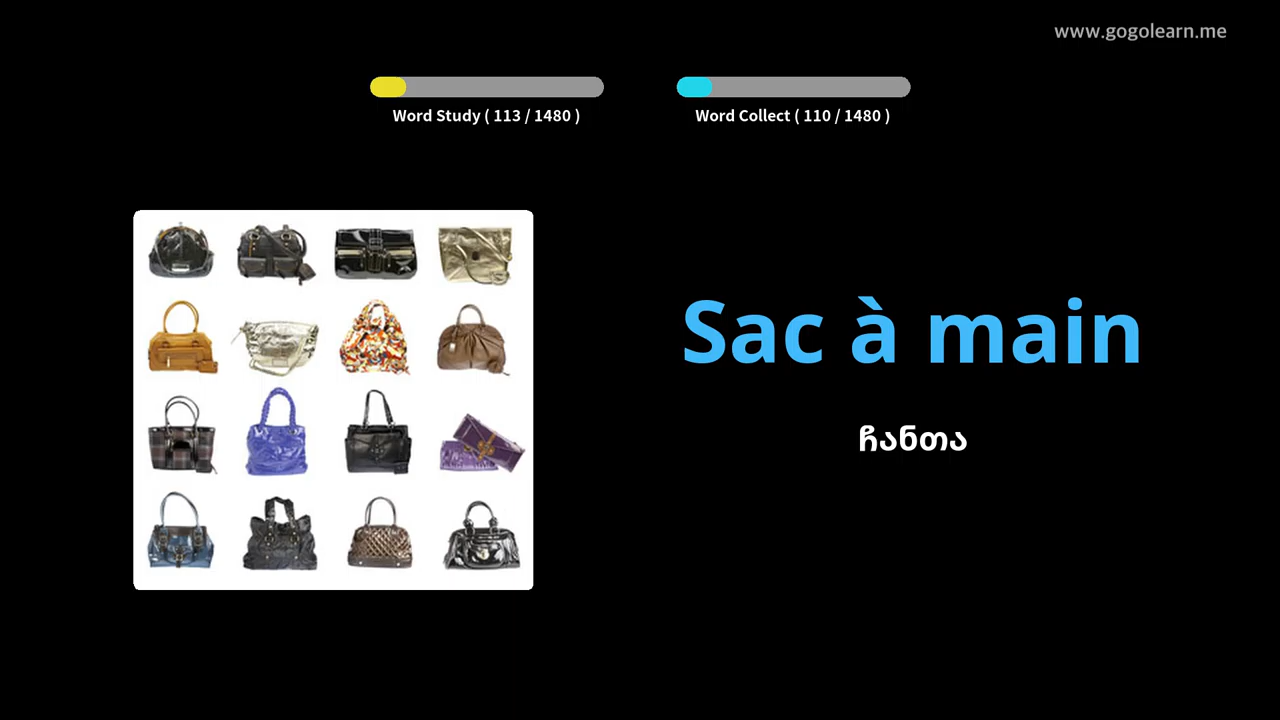 www.gogolearn.me
Word Study ( 113 / 1480 )
Word Collect ( 110 / 1480 )
Sac à main
ჩანთა